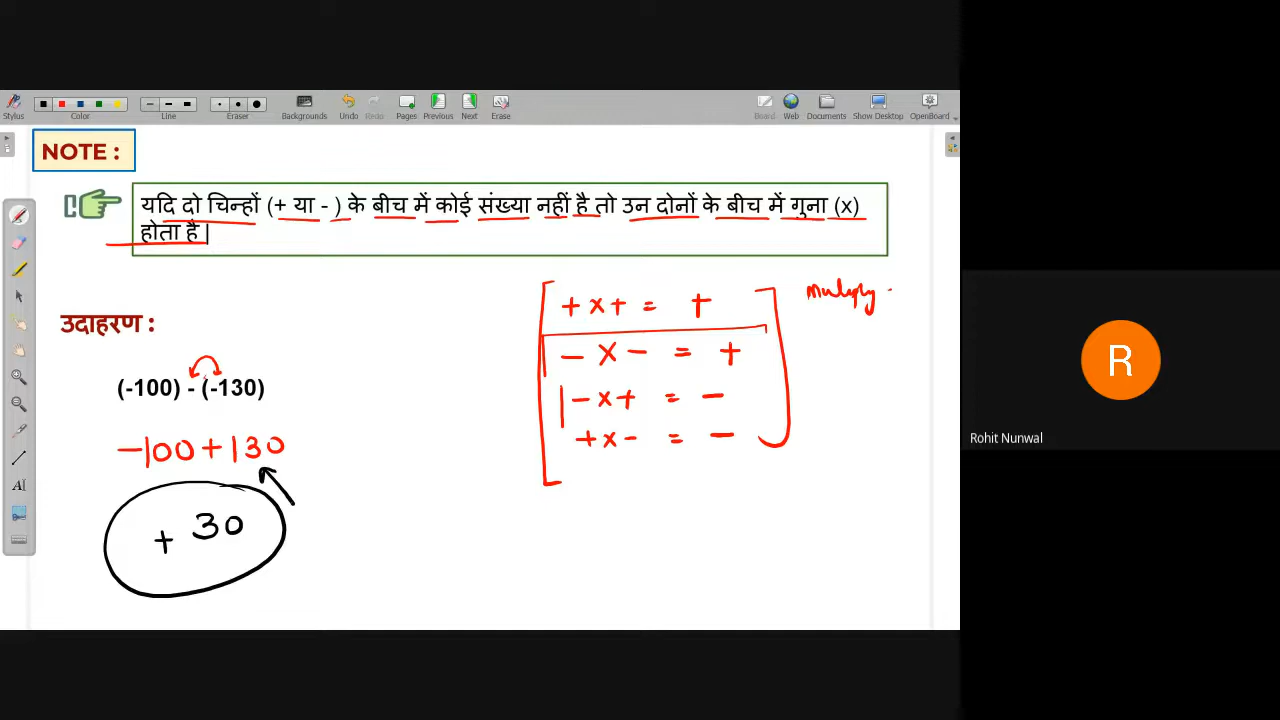 Stylus
Color
Line
Eraser
Backgrounds
Undo
Redo
Pages
Previous
Next
Erase
Board
Web
Documents
Show Desktop
OpenBoard
NOTE :
यदि दो चिन्हों (+ या - ) के बीच में कोई संख्या नहीं है तो उन दोनों के बीच में गुना (x)
होता है |
Multiply
+ x + = +
- x - = +
- x + = -
+ x - = -
उदाहरण :
(-100) - (-130)
-100+130
+ 30
R
Rohit Nunwal